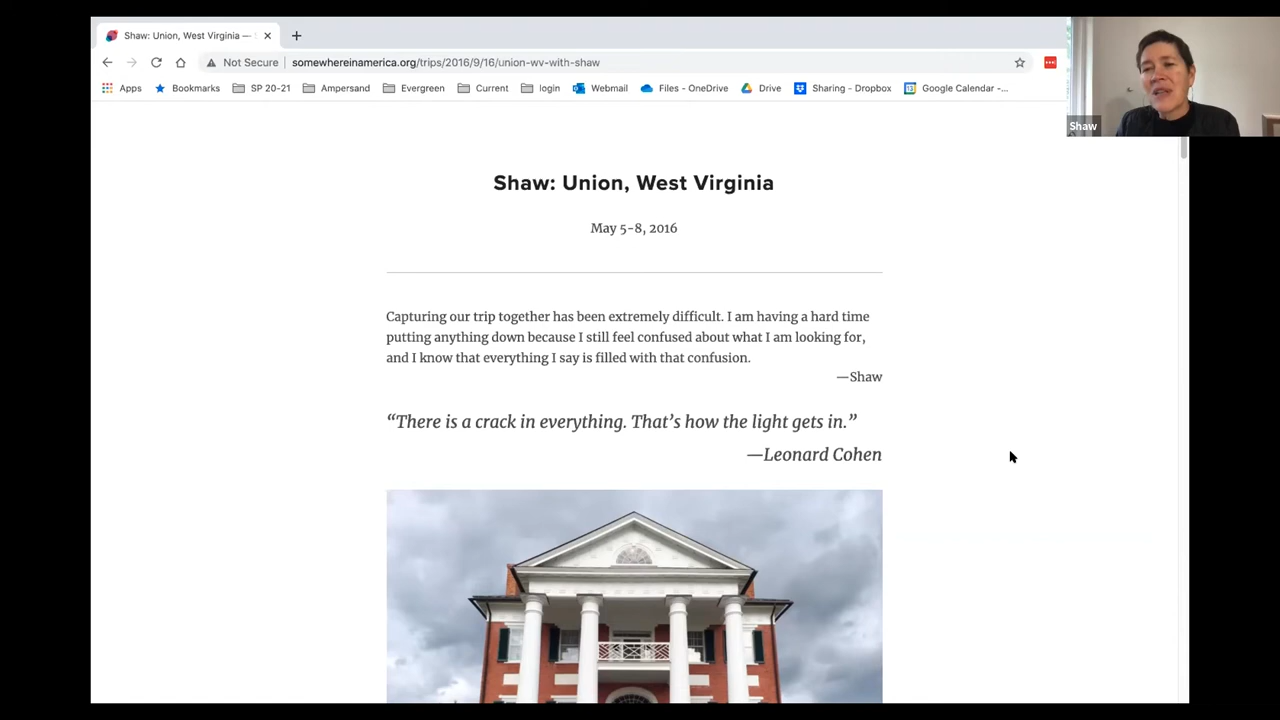 Shaw: Union, West Virginia —
Not Secure
somewhereinamerica.org/trips/2016/9/16/union-wv-with-shaw
Apps
Bookmarks
SP 20-21
Ampersand
Evergreen
Current
login
Webmail
Files - OneDrive
Drive
Sharing - Dropbox
Google Calendar -...
Shaw
Shaw: Union, West Virginia
May 5-8, 2016
Capturing our trip together has been extremely difficult. I am having a hard time
putting anything down because I still feel confused about what I am looking for,
and I know that everything I say is filled with that confusion.
—Shaw
“There is a crack in everything. That’s how the light gets in.”
—Leonard Cohen